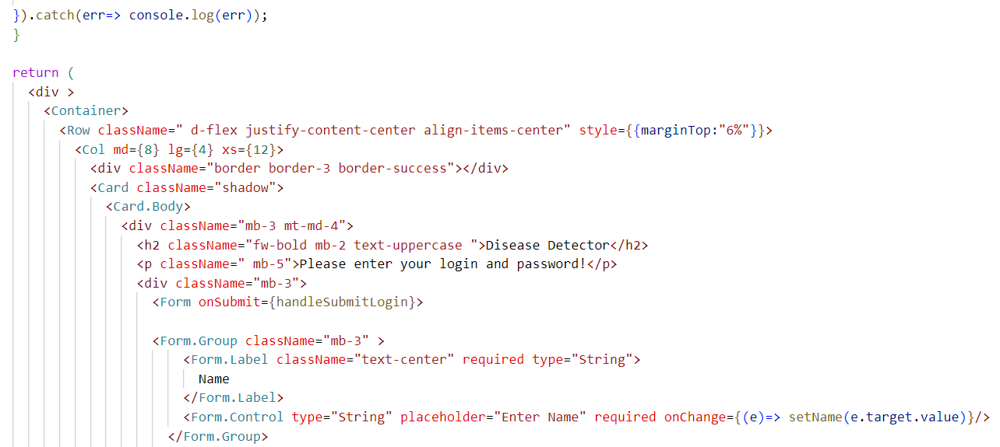 }).catch(err=> console.log(err));
}
return (
<div >
<Container>
<Row className=" d-flex justify-content-center align-items-center" style={{marginTop:"6%"}}>
<Col md={8} lg={4} xs={12}>
<div className="border border-3 border-success"></div>
<Card className="shadow">
<Card.Body>
<div className="mb-3 mt-md-4">
<h2 className="fw-bold mb-2 text-uppercase ">Disease Detector</h2>
<p className=" mb-5">Please enter your login and password!</p>
<div className="mb-3">
<Form onSubmit={handleSubmitLogin}>
<Form.Group className="mb-3" >
<Form.Label className="text-center" required type="String">
Name
</Form.Label>
<Form.Control type="String" placeholder="Enter Name" required onChange={(e)=> setName(e.target.value)}/>
</Form.Group>